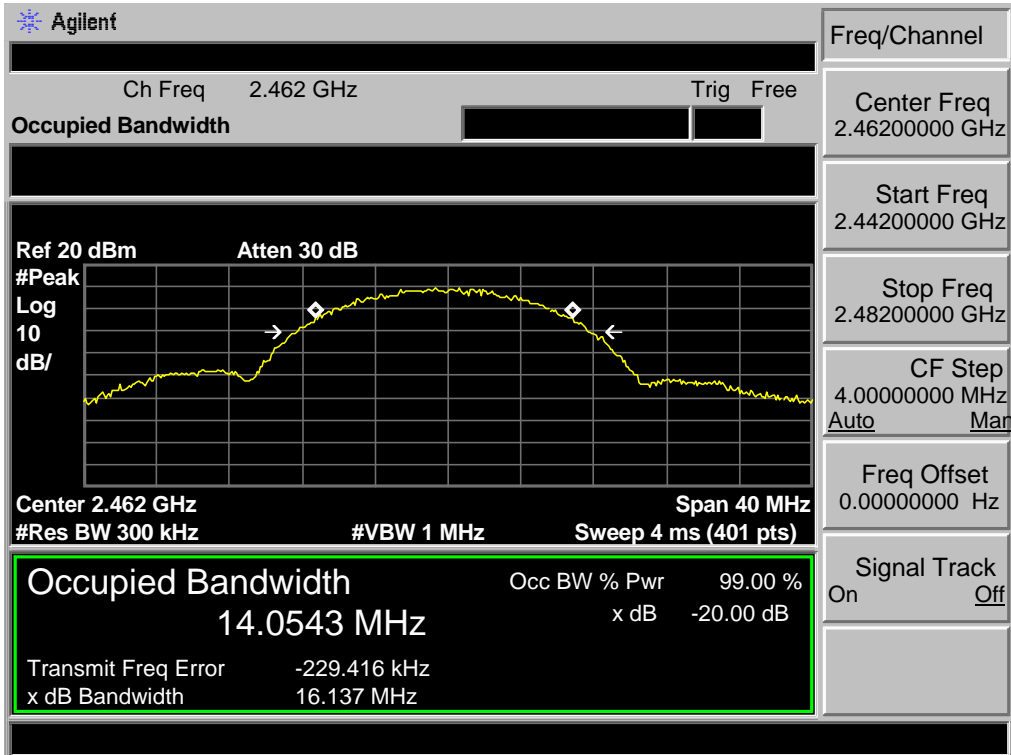 Agilent
Freq/Channel
Ch Freq 2.462 GHz Trig Free
Occupied Bandwidth
Center Freq
2.46200000 GHz
Start Freq
2.44200000 GHz
Ref 20 dBm Atten 30 dB
#Peak
Log
10
dB/
Stop Freq
2.48200000 GHz
CF Step
4.00000000 MHz
Auto Man
Center 2.462 GHz Span 40 MHz
#Res BW 300 kHz #VBW 1 MHz Sweep 4 ms (401 pts)
Freq Offset
0.00000000 Hz
Occupied Bandwidth Occ BW % Pwr 99.00 %
14.0543 MHz x dB -20.00 dB
Transmit Freq Error -229.416 kHz
x dB Bandwidth 16.137 MHz
Signal Track
On Off